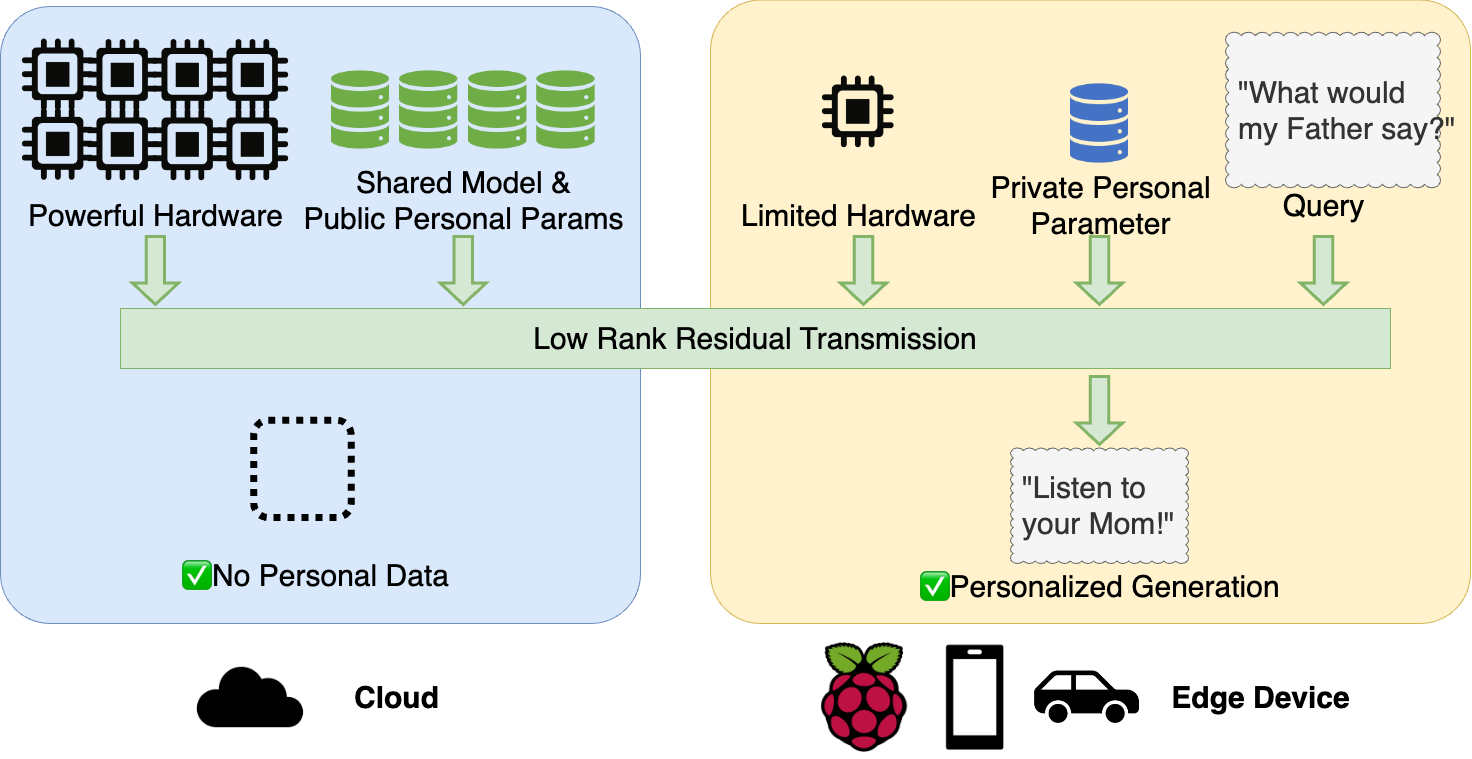 Powerful Hardware
Shared Model &
Public Personal Params
Limited Hardware
Private Personal
Parameter
"What would
my Father say?"
Query
Low Rank Residual Transmission
"Listen to
your Mom!"
✅No Personal Data
✅Personalized Generation
Cloud
Edge Device